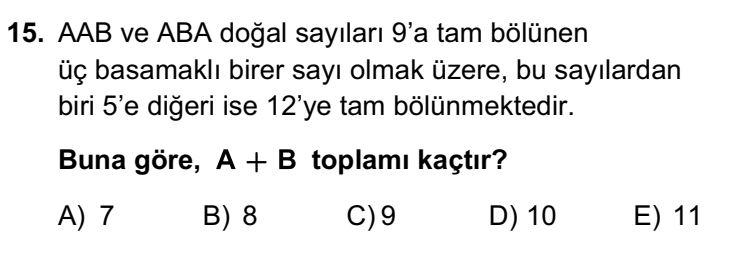 15. AAB ve ABA doğal sayıları 9’a tam bölünen
üç basamaklı birer sayı olmak üzere, bu sayılardan
biri 5’e diğeri ise 12’ye tam bölünmektedir.
Buna göre, A + B toplamı kaçtır?
A) 7 B) 8 C) 9 D) 10 E) 11